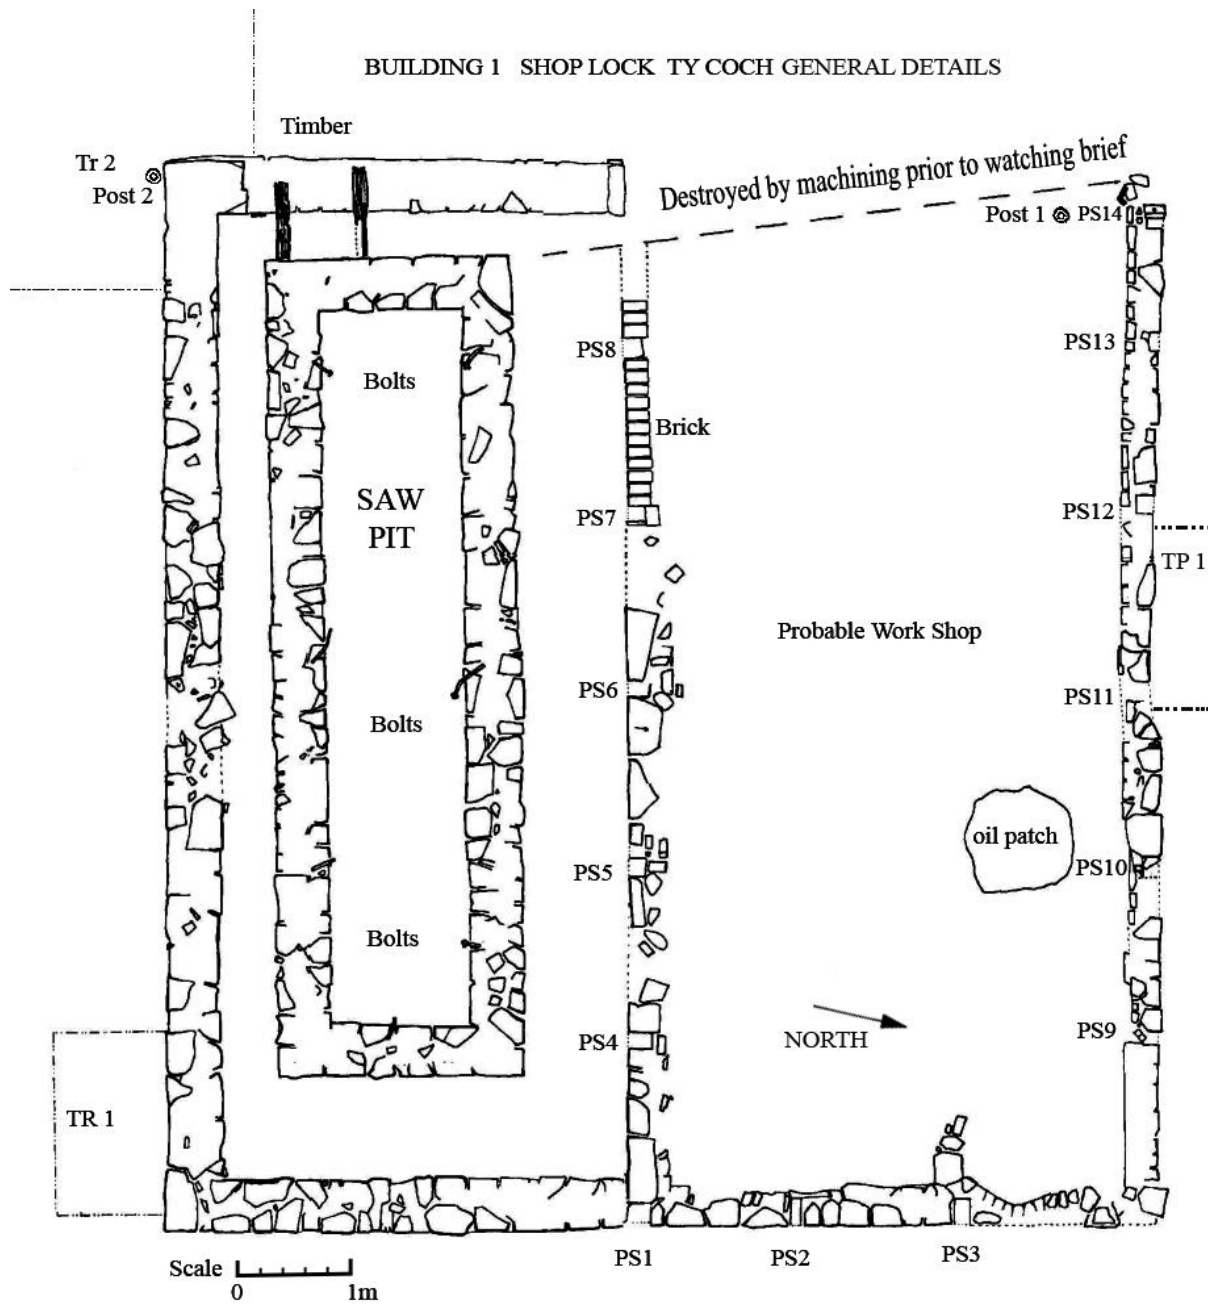 BUILDING 1 SHOP LOCK TY COCH GENERAL DETAILS
Timber
Tr 2
Post 2
Destroyed by machining prior to watching brief
Post 1
PS14
PS8
PS13
Bolts
Brick
SAW
PIT
PS7
PS12
TP 1
Probable Work Shop
PS6
PS11
Bolts
oil patch
PS5
PS10
Bolts
PS4
NORTH
PS9
TR 1
PS1
PS2
PS3
Scale
0
1m